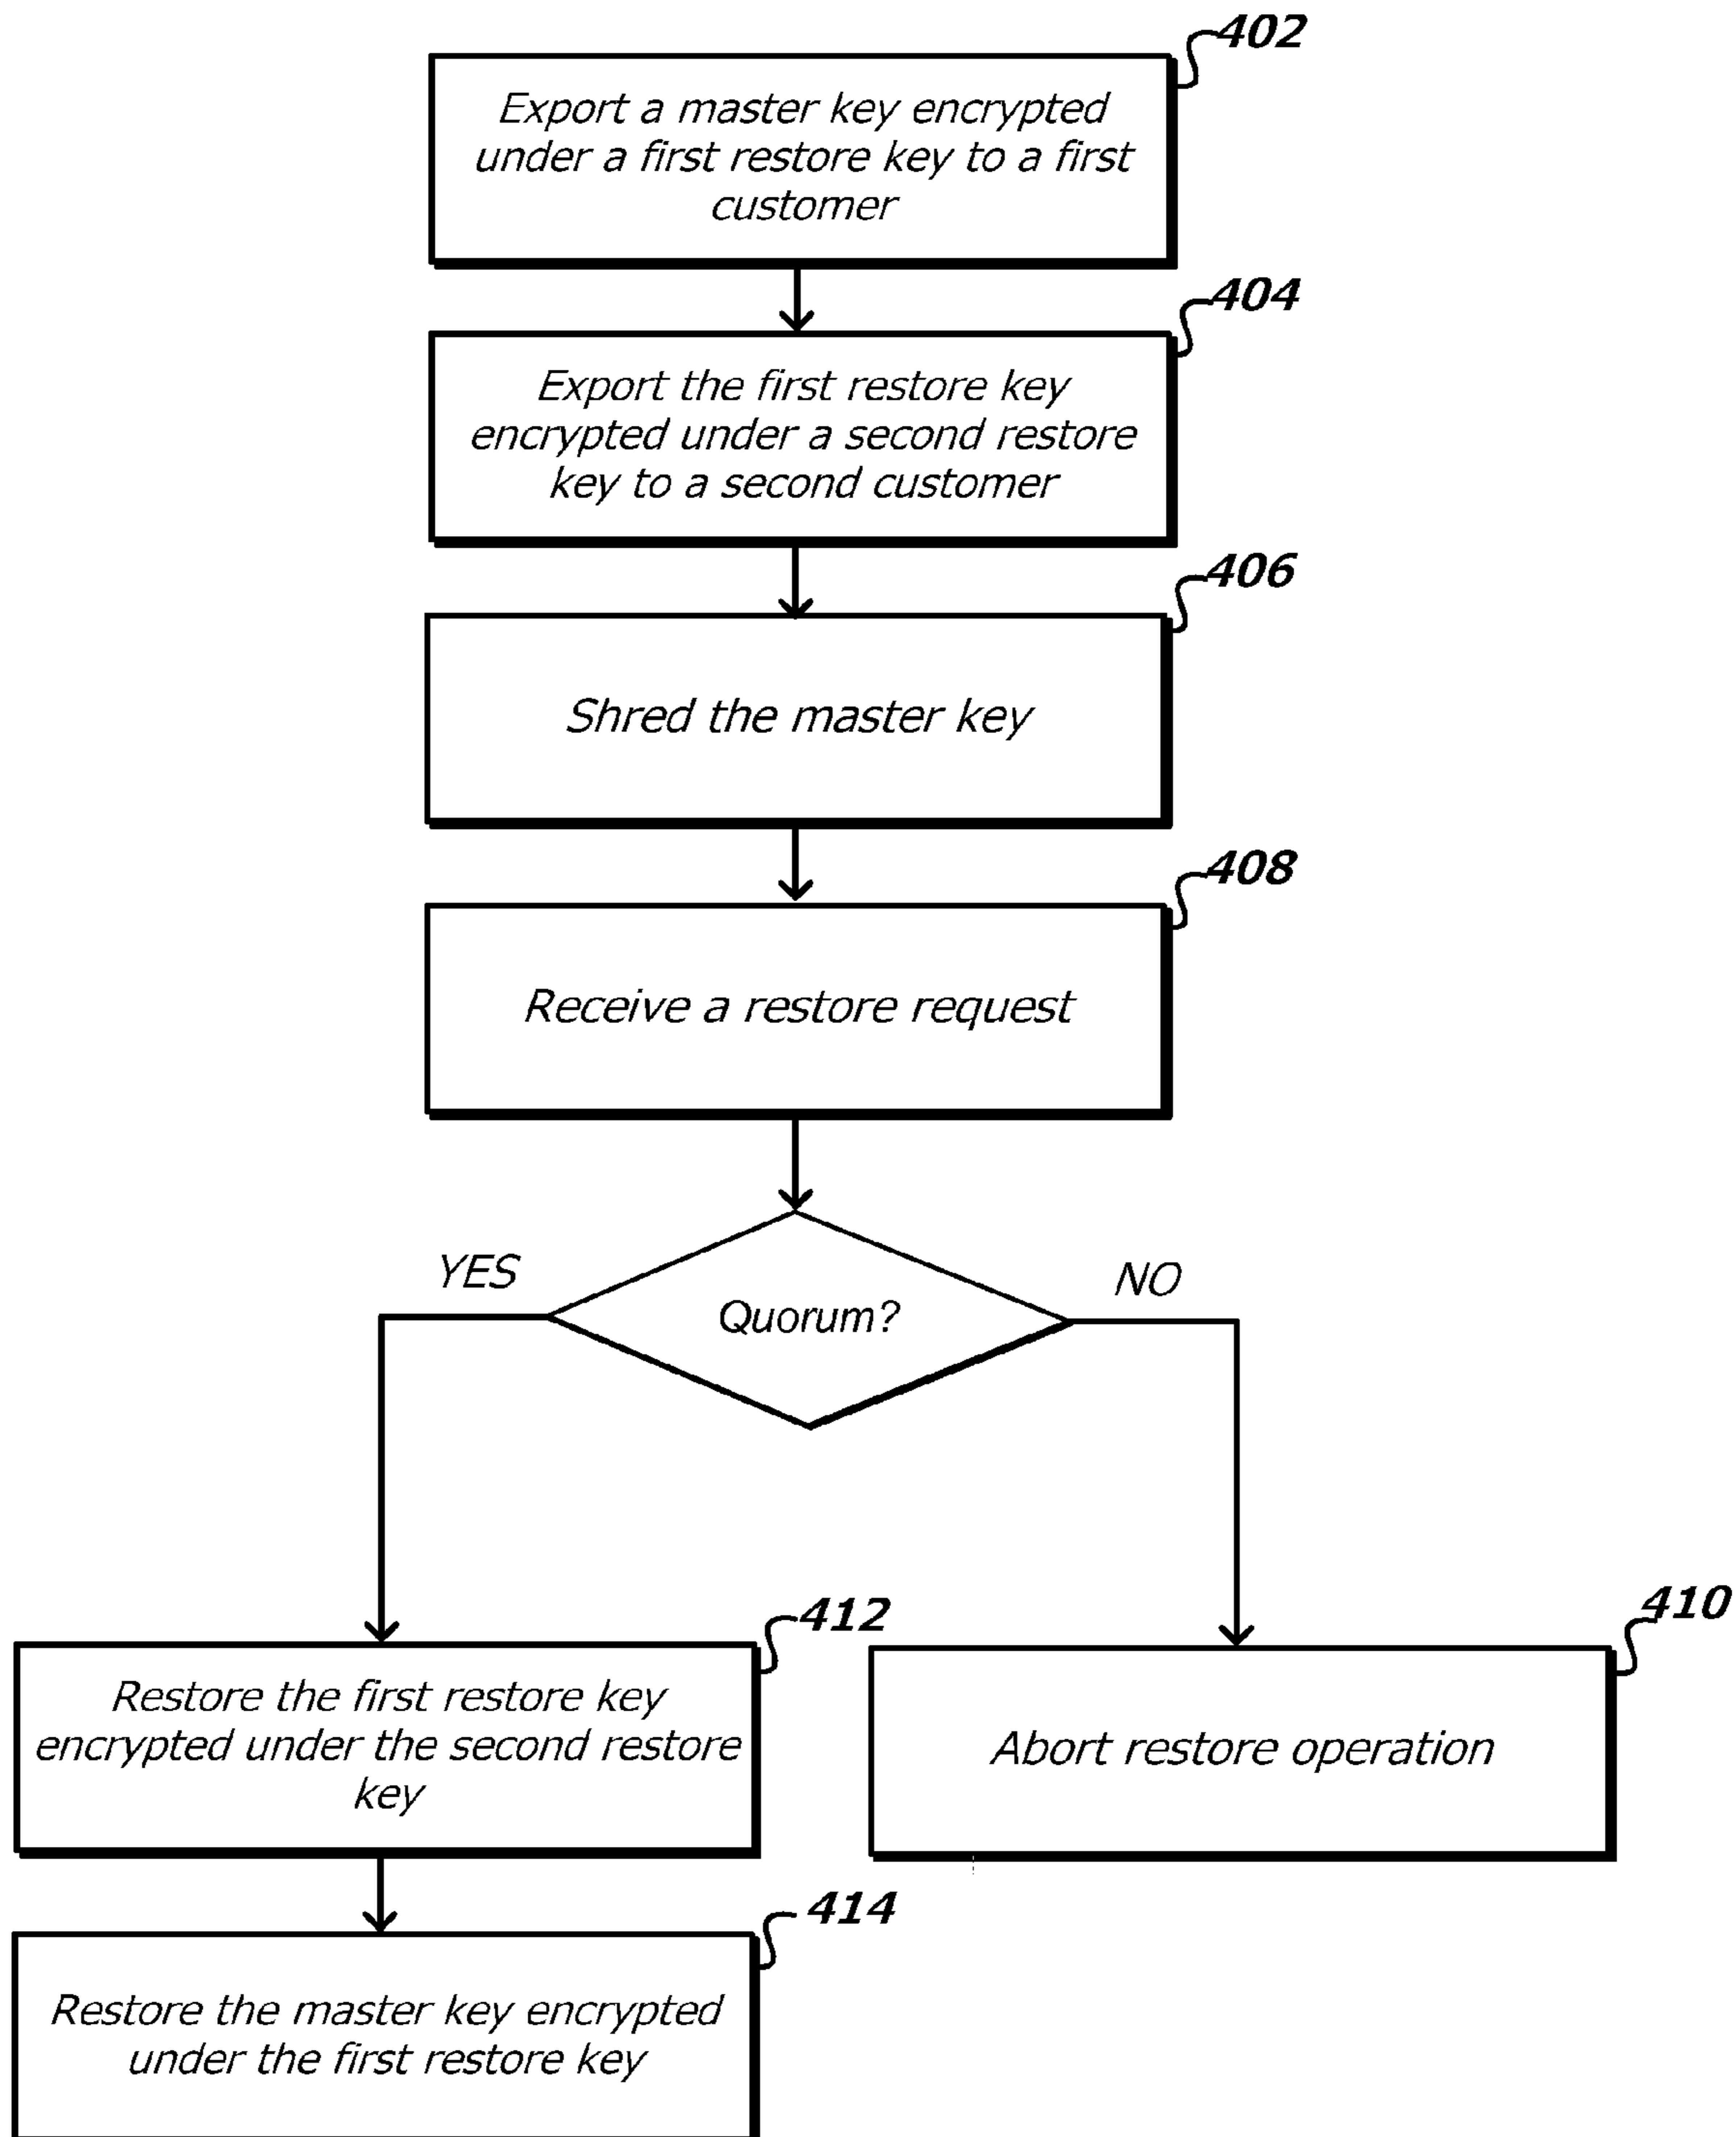 402
Export a master key encrypted
under a first restore key to a first
customer
404
Export the first restore key
encrypted under a second restore
key to a second customer
406
Shred the master key
408
Receive a restore request
YES
Quorum?
NO
412
Restore the first restore key
encrypted under the second restore
key
410
Abort restore operation
414
Restore the master key encrypted
under the first restore key